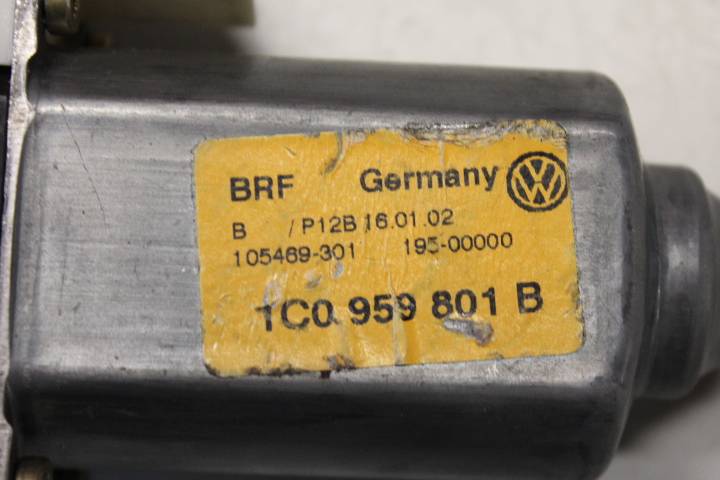 BRF Germany
B / P12B 16.01.02
105469-301 195-00000
1C0 959 801 B